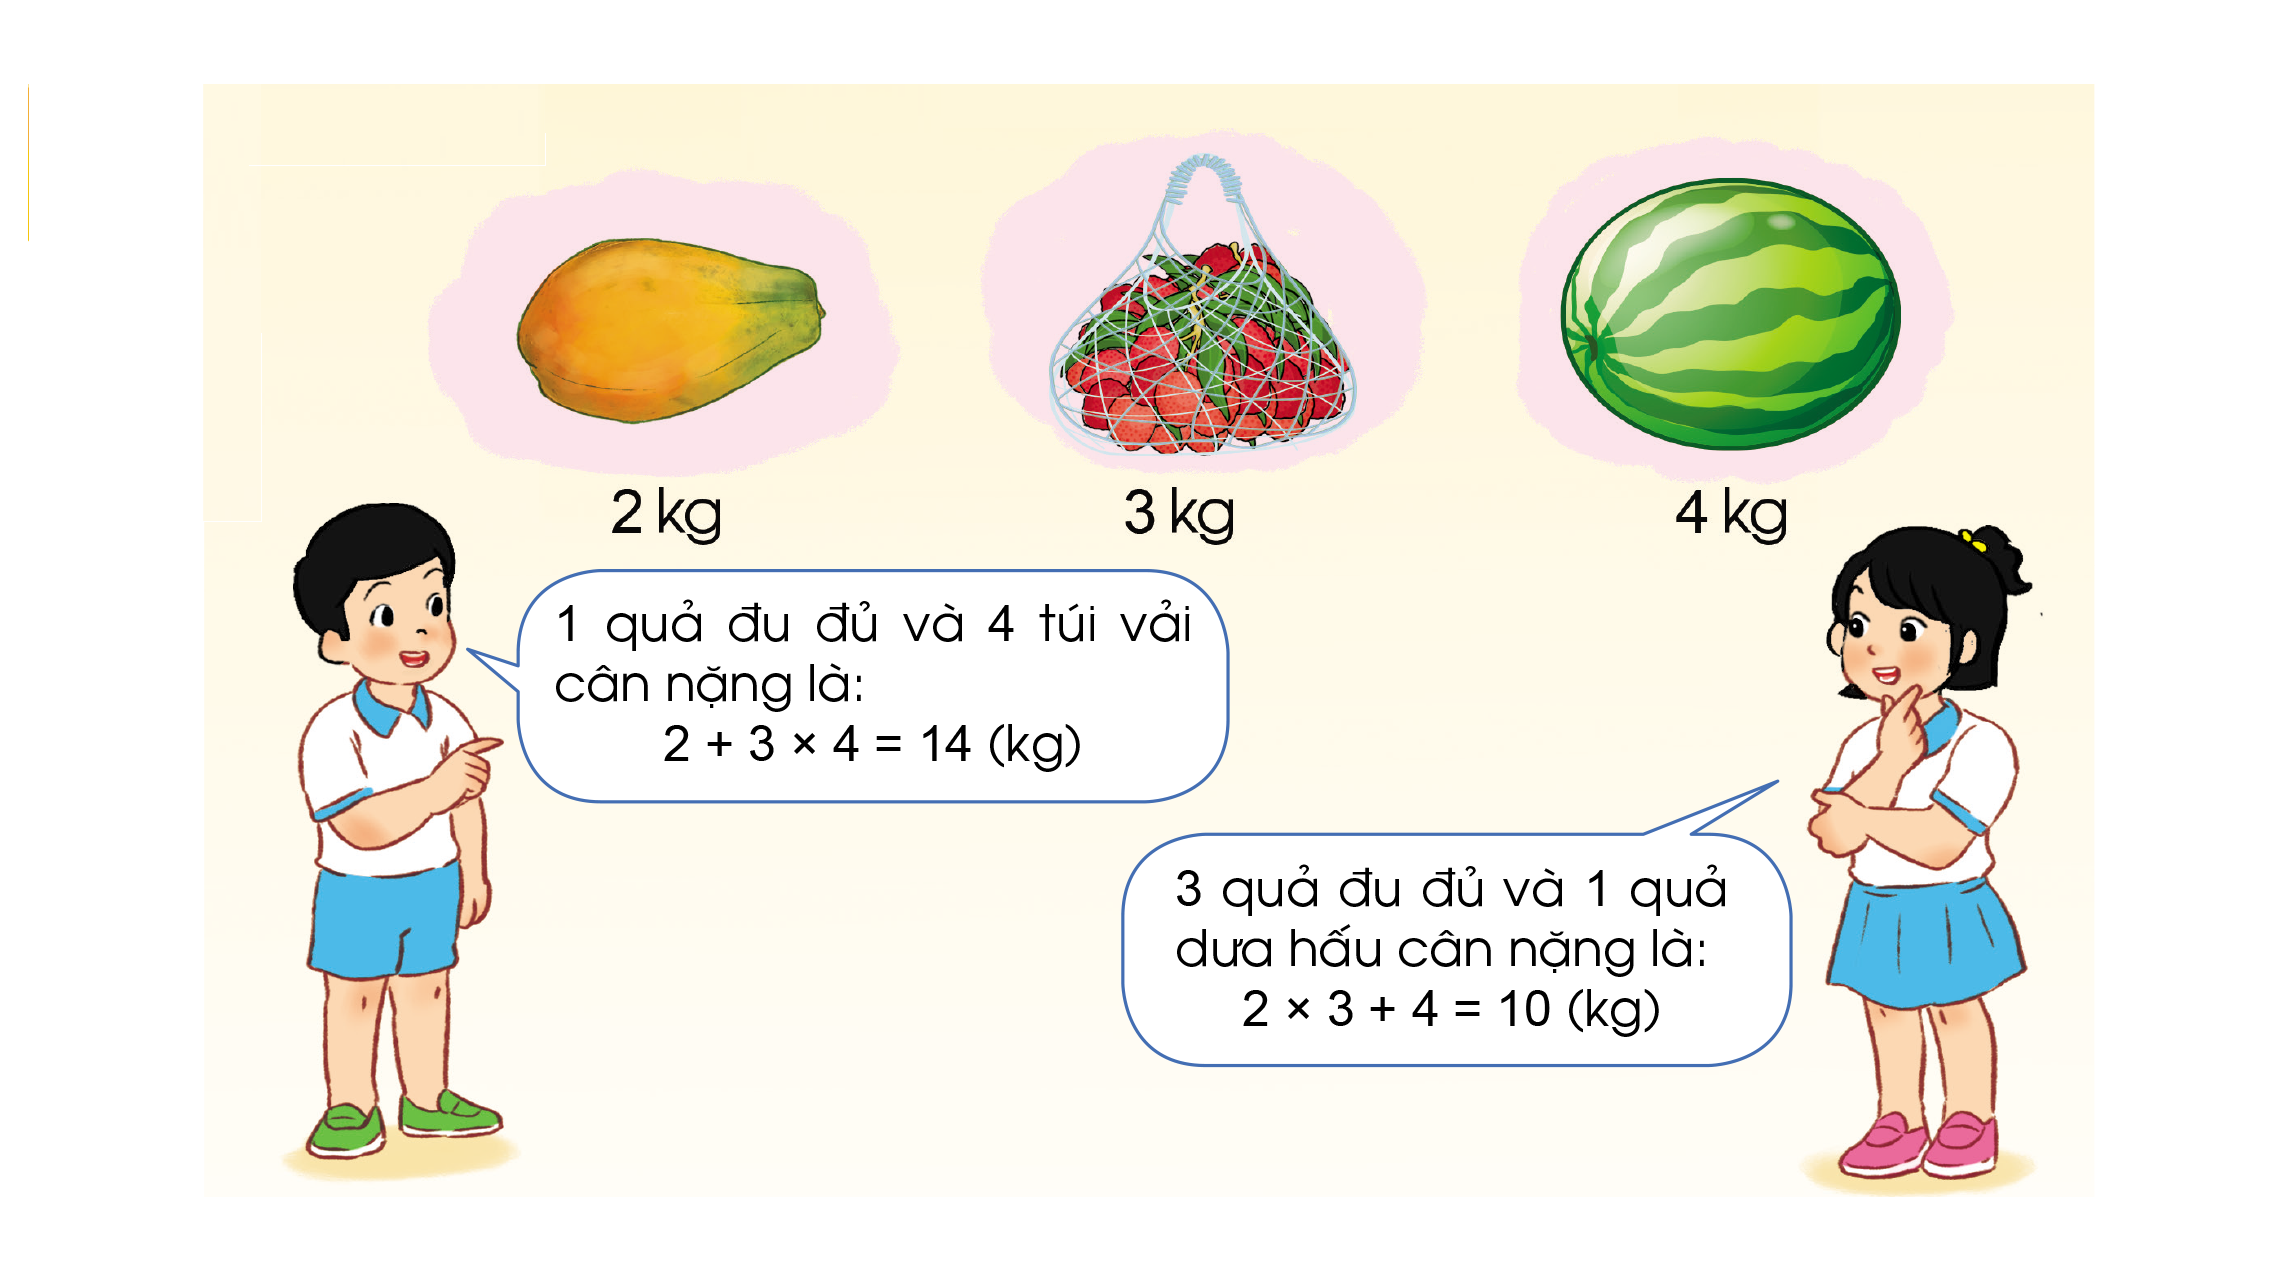 2 kg
3 kg
4 kg
1 quả đu đủ và 4 túi vải
cân nặng là:
2 + 3 × 4 = 14 (kg)
3 quả đu đủ và 1 quả
dưa hấu cân nặng là:
2 × 3 + 4 = 10 (kg)